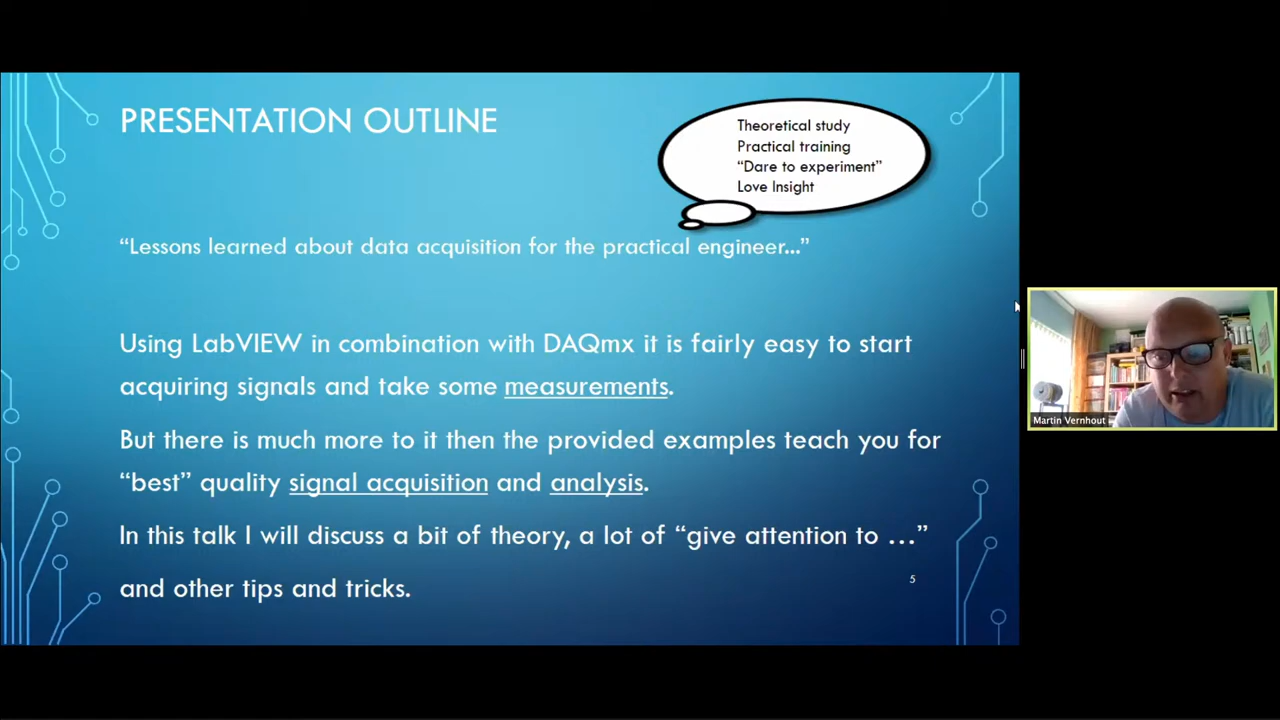 PRESENTATION OUTLINE
Theoretical study
Practical training
“Dare to experiment”
Love Insight
“Lessons learned about data acquisition for the practical engineer...”
Using LabVIEW in combination with DAQmx it is fairly easy to start
acquiring signals and take some measurements.
But there is much more to it then the provided examples teach you for
“best” quality signal acquisition and analysis.
In this talk I will discuss a bit of theory, a lot of “give attention to ...”
and other tips and tricks.
5
Martin Vernhout